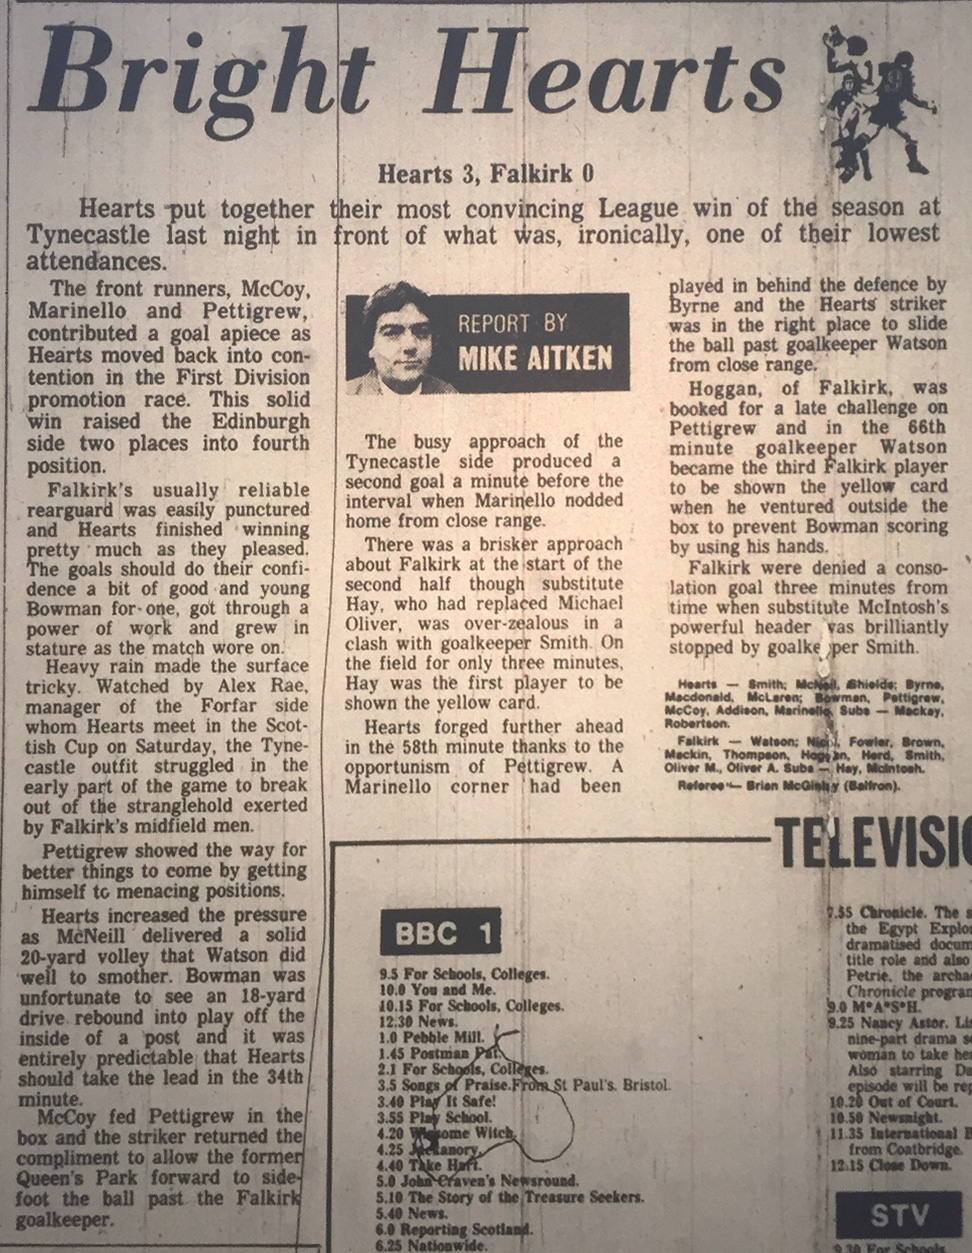 Bright Hearts
Hearts 3, Falkirk 0
Hearts put together their most convincing League win of the season at
Tynecastle last night in front of what was, ironically, one of their lowest
attendances.
The front runners, McCoy,
Marinello and Pettigrew,
contributed a goal apiece as
Hearts moved back into con-
tention in the First Division
promotion race. This solid
win raised the Edinburgh
side two places into fourth
position.
Falkirk's usually reliable
rearguard was easily punctured
and Hearts finished winning
pretty much as they pleased.
The goals should do their confi-
dence a bit of good and young
Bowman for one, got through a
power of work and grew in
stature as the match wore on.
Heavy rain made the surface
tricky. Watched by Alex Rae,
manager of the Forfar side
whom Hearts meet in the Scot-
tish Cup on Saturday, the Tyne-
castle outfit struggled in the
early part of the game to break
out of the stranglehold exerted
by Falkirk's midfield men.
Pettigrew showed the way for
better things to come by getting
himself to menacing positions.
Hearts increased the pressure
as McNeill delivered a solid
20-yard volley that Watson did
well to smother. Bowman was
unfortunate to see an 18-yard
drive rebound into play off the
inside of a post and it was
entirely predictable that Hearts
should take the lead in the 34th
minute.
McCoy fed Pettigrew in the
box and the striker returned the
compliment to allow the former
Queen's Park forward to side-
foot the ball past the Falkirk
goalkeeper.
REPORT BY
MIKE AITKEN
The busy approach of the
Tynecastle side produced a
second goal a minute before the
interval when Marinello nodded
home from close range.
There was a brisker approach
about Falkirk at the start of the
second half though substitute
Hay, who had replaced Michael
Oliver, was over-zealous in a
clash with goalkeeper Smith. On
the field for only three minutes,
Hay was the first player to be
shown the yellow card.
Hearts forged further ahead
in the 58th minute thanks to the
opportunism of Pettigrew. A
Marinello corner had been
played in behind the defence by
Byrne and the Hearts striker
was in the right place to slide
the ball past goalkeeper Watson
from close range.
Hoggan, of Falkirk, was
booked for a late challenge on
Pettigrew and in the 66th
minute goalkeeper Watson
became the third Falkirk player
to be shown the yellow card
when he ventured outside the
box to prevent Bowman scoring
by using his hands.
Falkirk were denied a conso-
lation goal three minutes from
time when substitute McIntosh's
powerful header was brilliantly
stopped by goalkeeper Smith.
Hearts — Smith; McNeil, Shields; Byrne,
Macdonald, McLaren; Bowman, Pettigrew,
McCoy, Addison, Marinello. Subs — Mackay,
Robertson.
Falkirk — Watson; Nicol, Fowler, Brown,
Mackin, Thompson, Hoggan, Herd, Smith,
Oliver M., Oliver A. Subs — Hay, McIntosh.
Referee — Brian McGinlay (Balfron).
TELEVISIO
BBC 1
9.5 For Schools, Colleges.
10.0 You and Me.
10.15 For Schools, Colleges.
12.30 News.
1.0 Pebble Mill.
1.45 Postman Pat.
2.1 For Schools, Colleges.
3.5 Songs of Praise.From St Paul's. Bristol.
3.40 Play It Safe!
3.55 Play School.
4.20 Witch.
4.25 Jackanory.
4.40 Take Hart.
5.0 John Craven's Newsround.
5.10 The Story of the Treasure Seekers.
5.40 News.
6.0 Reporting Scotland.
6.25 Nationwide.
7.55 Chronicle. The s
the Egypt Explo
dramatised docum
title role and also
Petrie, the archa
Chronicle program
9.0 M*A*S*H.
9.25 Nancy Astor. Li
nine-part drama s
woman to take he
Also starring Da
episode will be rep
10.20 Out of Court.
10.50 Newsnight.
11.35 International B
from Coatbridge.
12.15 Close Down.
STV
9.30 For Schools